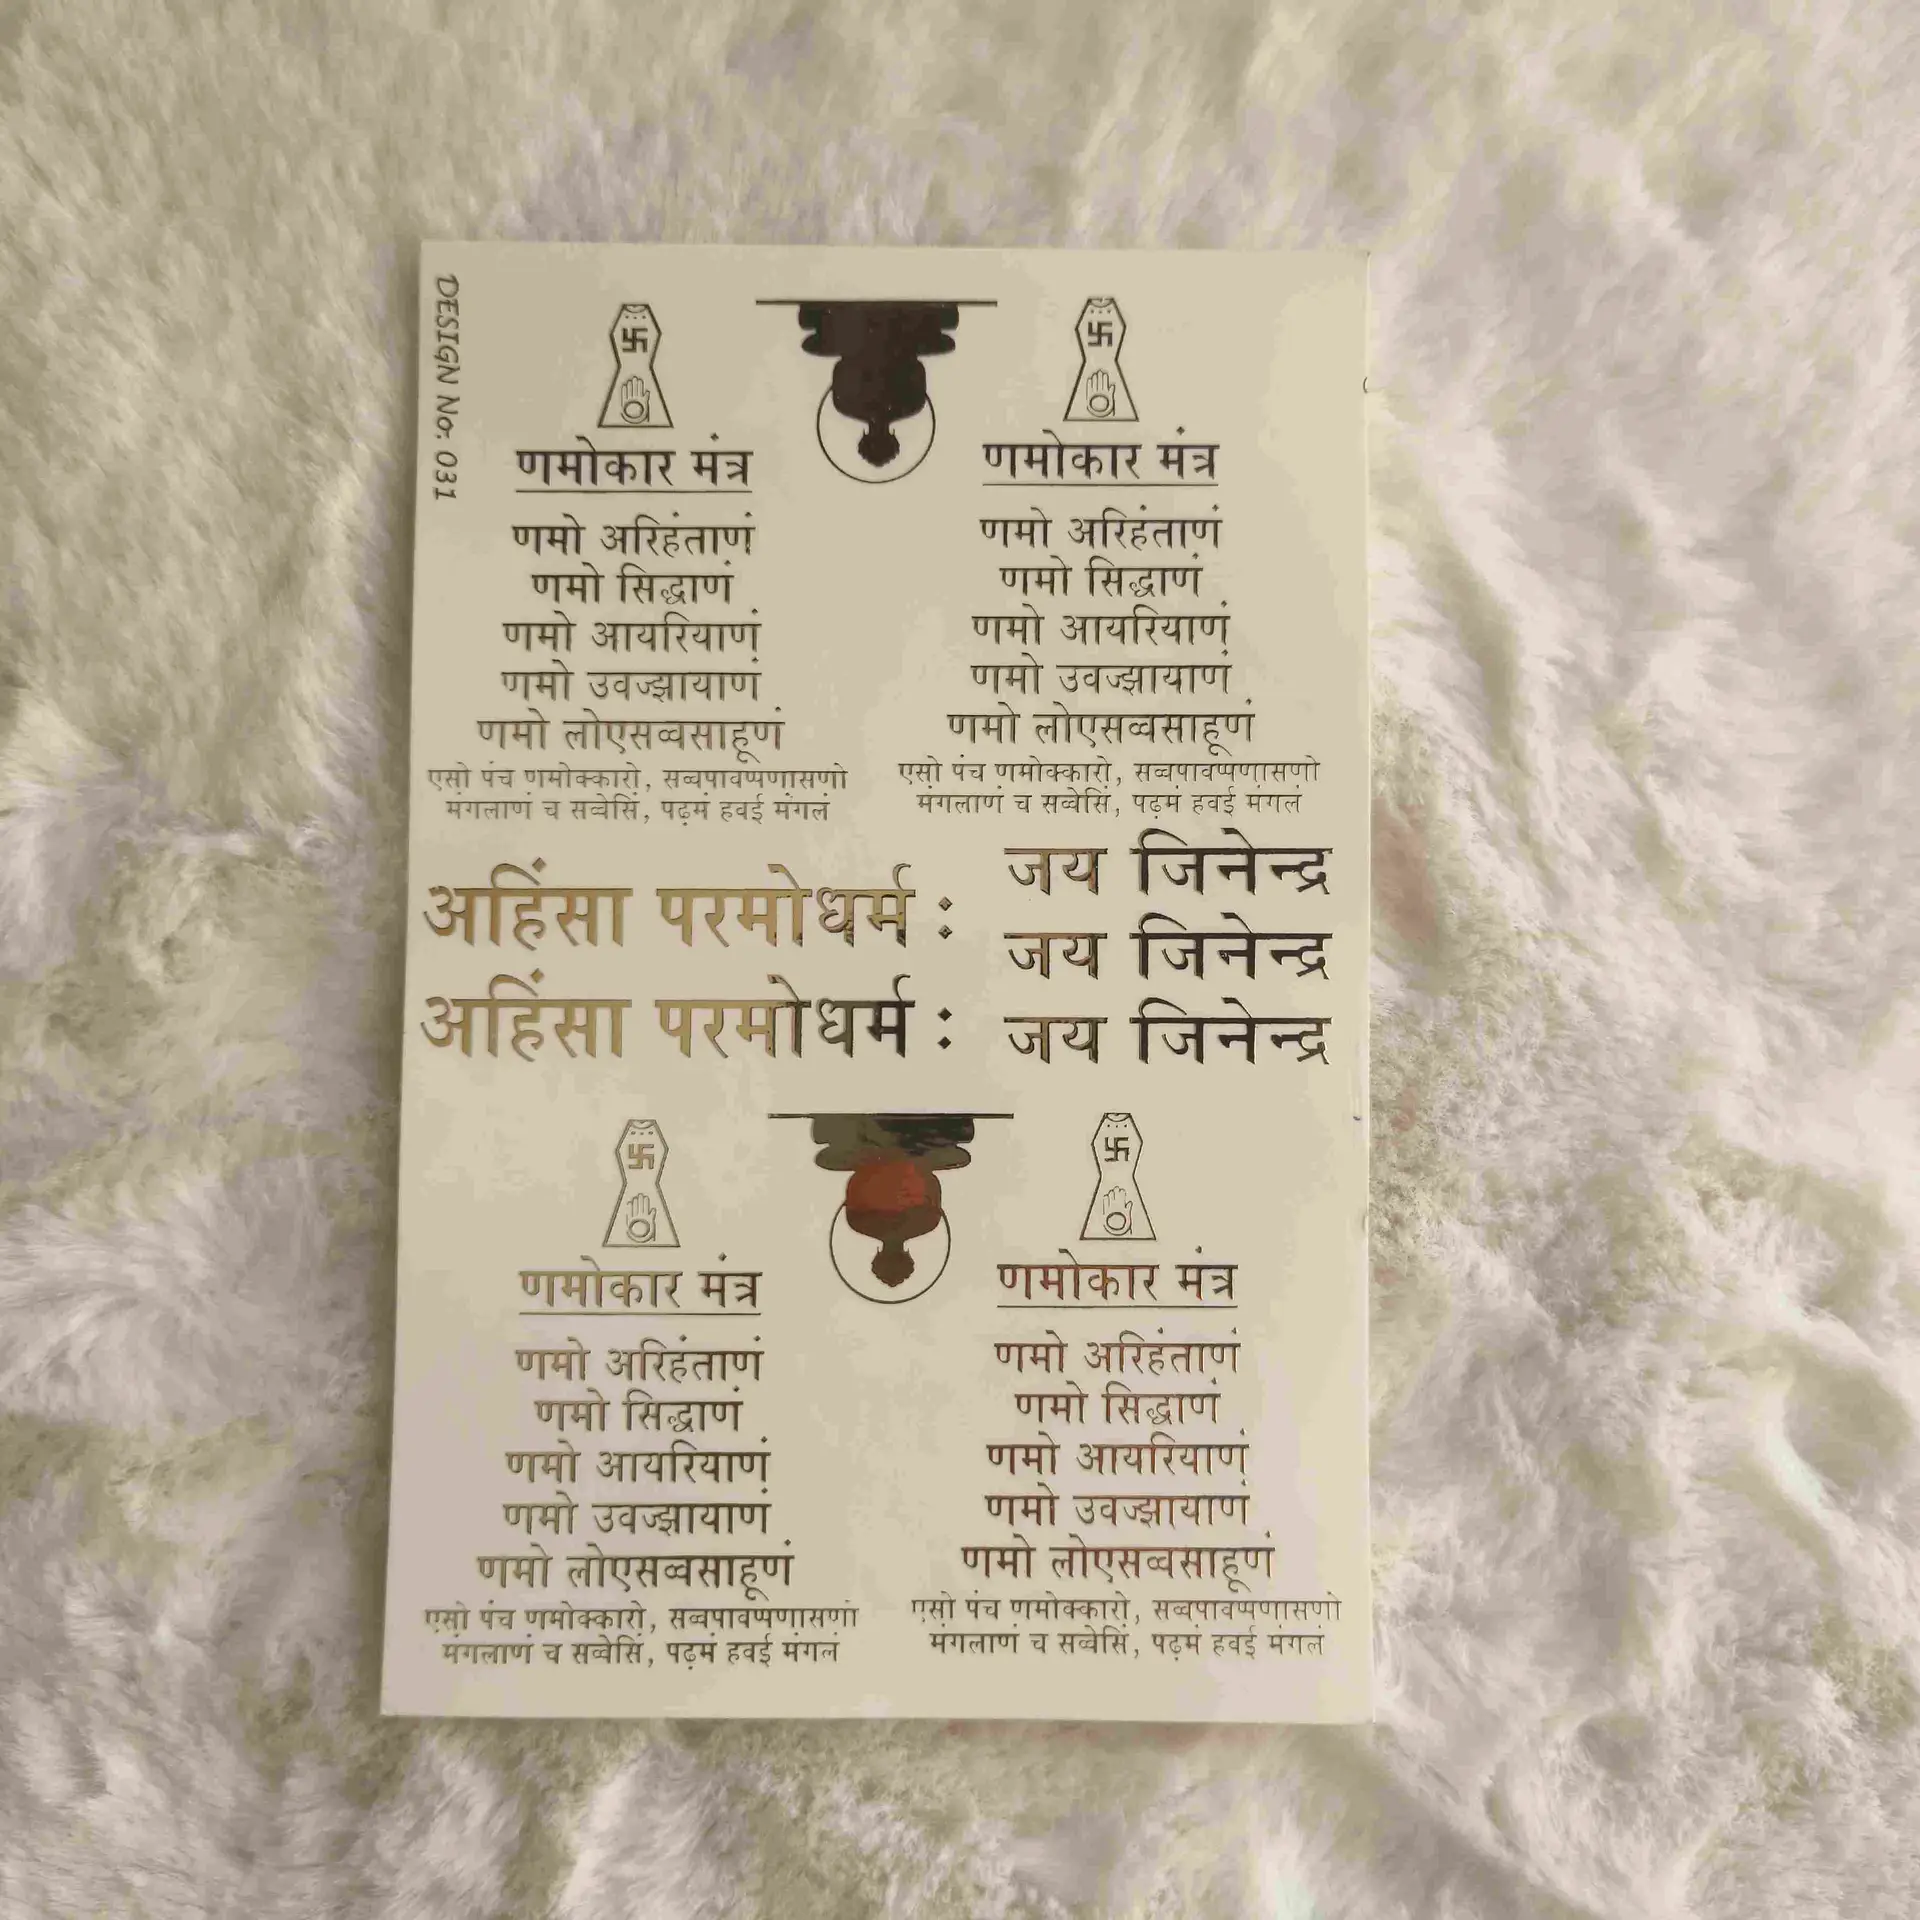 DESIGN No. 031
णमोकार मंत्र
णमो अरिहंताणं
णमो सिद्धाणं
णमो आयरियाणं
णमो उवज्झायाणं
णमो लोएसव्वसाहूणं
एसो पंच णमोक्कारो, सव्वपावप्पणासणो
मंगलाणं च सव्वेसिं, पढ़मं हवई मंगलं
णमोकार मंत्र
णमो अरिहंताणं
णमो सिद्धाणं
णमो आयरियाणं
णमो उवज्झायाणं
णमो लोएसव्वसाहूणं
एसो पंच णमोक्कारो, सव्वपावप्पणासणो
मंगलाणं च सव्वेसिं, पढ़मं हवई मंगलं
अहिंसा परमोधर्म :
अहिंसा परमोधर्म :
जय जिनेन्द्र
जय जिनेन्द्र
जय जिनेन्द्र
णमोकार मंत्र
णमो अरिहंताणं
णमो सिद्धाणं
णमो आयरियाणं
णमो उवज्झायाणं
णमो लोएसव्वसाहूणं
एसो पंच णमोक्कारो, सव्वपावप्पणासणो
मंगलाणं च सव्वेसिं, पढ़मं हवई मंगलं
णमोकार मंत्र
णमो अरिहंताणं
णमो सिद्धाणं
णमो आयरियाणं
णमो उवज्झायाणं
णमो लोएसव्वसाहूणं
एसो पंच णमोक्कारो, सव्वपावप्पणासणो
मंगलाणं च सव्वेसिं, पढ़मं हवई मंगलं